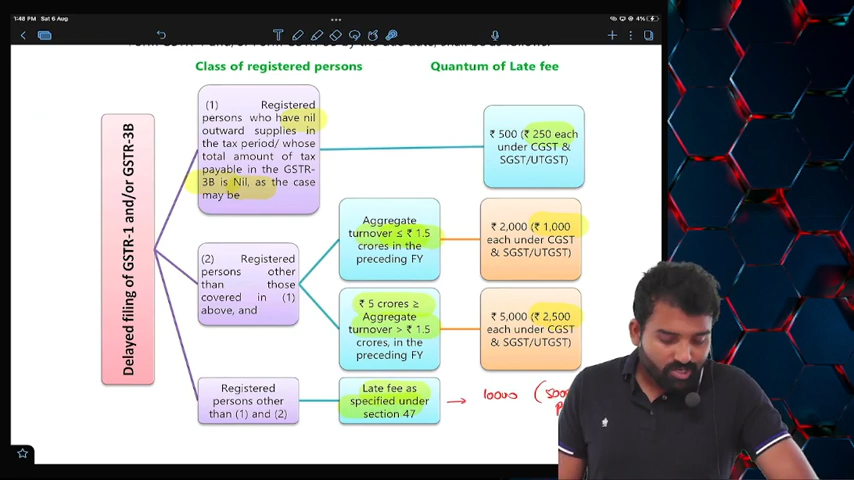 1:48 PM Sat 6 Aug
4%
Class of registered persons
Quantum of Late fee
Delayed filing of GSTR-1 and/or GSTR-3B
(1) Registered
persons who have nil
outward supplies in
the tax period/ whose
total amount of tax
payable in the GSTR-
3B is Nil, as the case
may be
₹ 500 (₹ 250 each
under CGST &
SGST/UTGST)
(2) Registered
persons other
than those
covered in (1)
above, and
Aggregate
turnover ≤ ₹ 1.5
crores in the
preceding FY
₹ 2,000 (₹ 1,000
each under CGST
& SGST/UTGST)
₹ 5 crores ≥
Aggregate
turnover > ₹ 1.5
crores, in the
preceding FY
₹ 5,000 (₹ 2,500
each under CGST
& SGST/UTGST)
Registered
persons other
than (1) and (2)
Late fee as
specified under
section 47
→ 10000